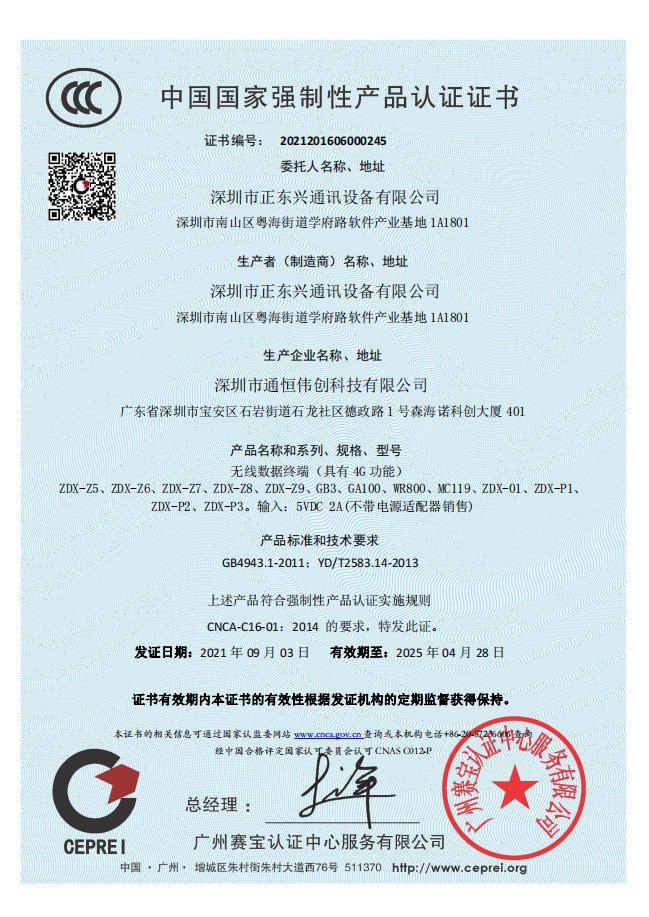 中国国家强制性产品认证证书
证书编号： 2021201606000245
委托人名称、地址
深圳市正东兴通讯设备有限公司
深圳市南山区粤海街道学府路软件产业基地 1A1801
生产者（制造商）名称、地址
深圳市正东兴通讯设备有限公司
深圳市南山区粤海街道学府路软件产业基地 1A1801
生产企业名称、地址
深圳市通恒伟创科技有限公司
广东省深圳市宝安区石岩街道石龙社区德政路 1 号森海诺科创大厦 401
产品名称和系列、规格、型号
无线数据终端（具有 4G 功能）
ZDX-Z5、ZDX-Z6、ZDX-Z7、ZDX-Z8、ZDX-Z9、GB3、GA100、WR800、MC119、ZDX-01、ZDX-P1、
ZDX-P2、ZDX-P3。输入：5VDC 2A(不带电源适配器销售)
产品标准和技术要求
GB4943.1-2011；YD/T2583.14-2013
上述产品符合强制性产品认证实施规则
CNCA-C16-01：2014 的要求，特发此证。
发证日期：2021 年 09 月 03 日 有效期至：2025 年 04 月 28 日
证书有效期内本证书的有效性根据发证机构的定期监督获得保持。
本证书的相关信息可通过国家认监委网站 www.cnca.gov.cn 查询或本机构电话+86-20-87236606 查询
经中国合格评定国家认可委员会认可 CNAS C012-P
总经理：
广州赛宝认证中心服务有限公司
CEPREI
广州赛宝认证中心服务有限公司
中国 · 广州 · 增城区朱村街朱村大道西76号 511370 http://www.ceprei.org